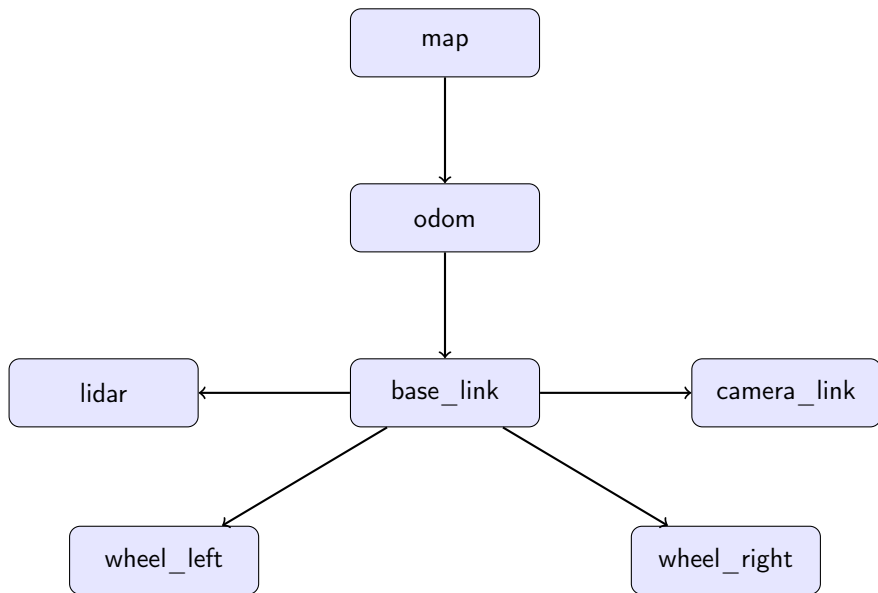 map
odom
lidar
base_link
camera_link
wheel_left
wheel_right